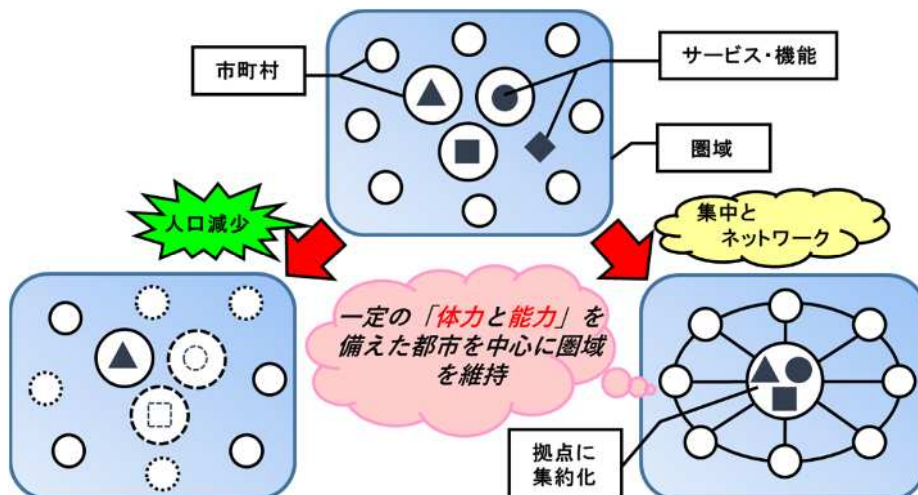 市町村
サービス・機能
圏域
人口減少
集中と
ネットワーク
一定の「体力と能力」を
備えた都市を中心に圏域
を維持
拠点に
集約化